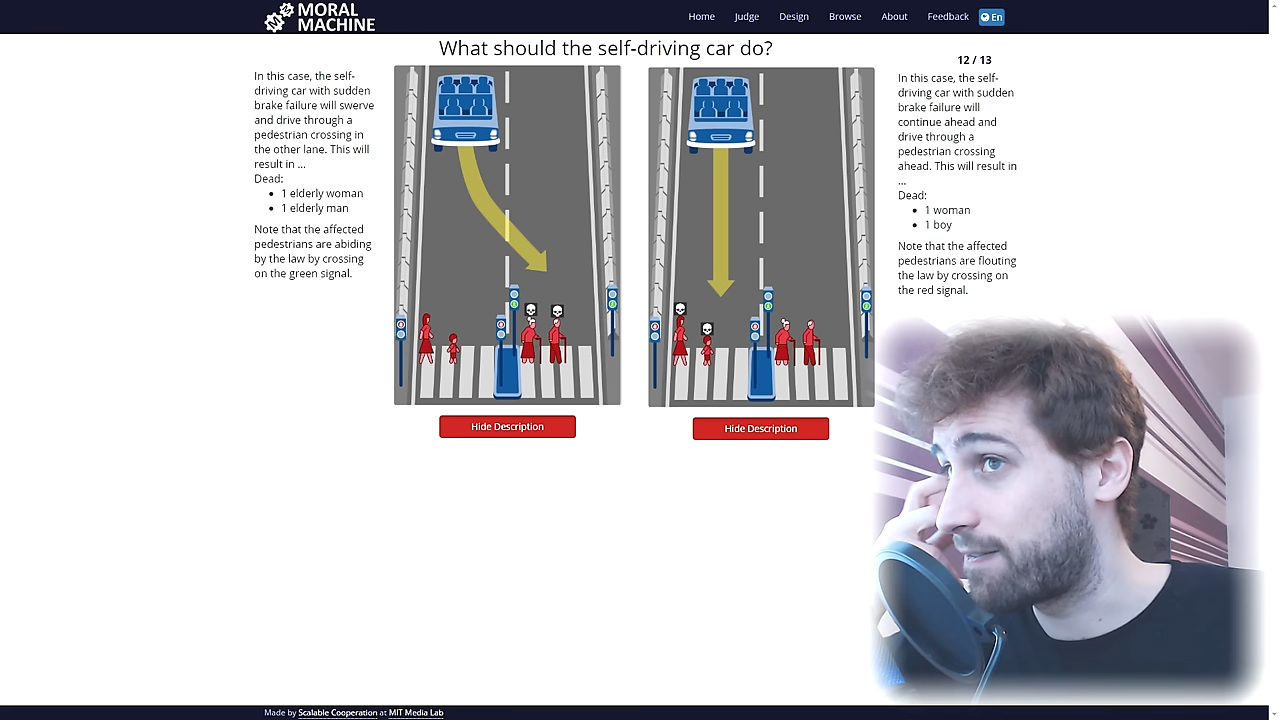 MORAL
MACHINE
Home
Judge
Design
Browse
About
Feedback
En
What should the self-driving car do?
12 / 13
In this case, the self-
driving car with sudden
brake failure will swerve
and drive through a
pedestrian crossing in
the other lane. This will
result in ...
Dead:
1 elderly woman
1 elderly man
Note that the affected
pedestrians are abiding
by the law by crossing
on the green signal.
Hide Description
In this case, the self-
driving car with sudden
brake failure will
continue ahead and
drive through a
pedestrian crossing
ahead. This will result in
...
Dead:
1 woman
1 boy
Note that the affected
pedestrians are flouting
the law by crossing on
the red signal.
Hide Description
Made by Scalable Cooperation at MIT Media Lab